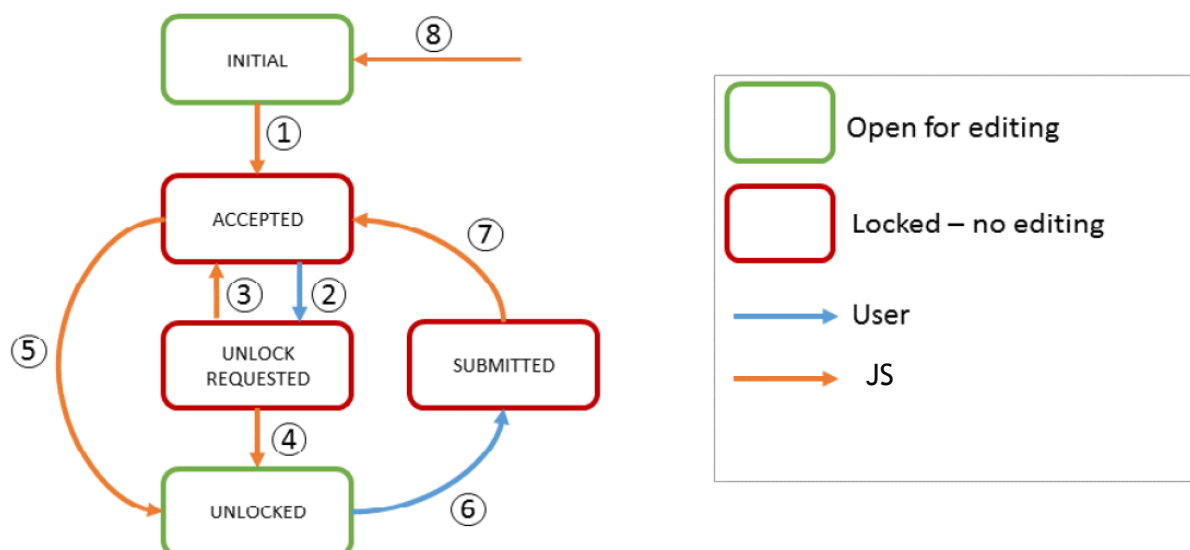 INITIAL
⑧
①
ACCEPTED
⑦
③
②
⑤
UNLOCK
REQUESTED
SUBMITTED
④
UNLOCKED
⑥
Open for editing
Locked – no editing
User
JS